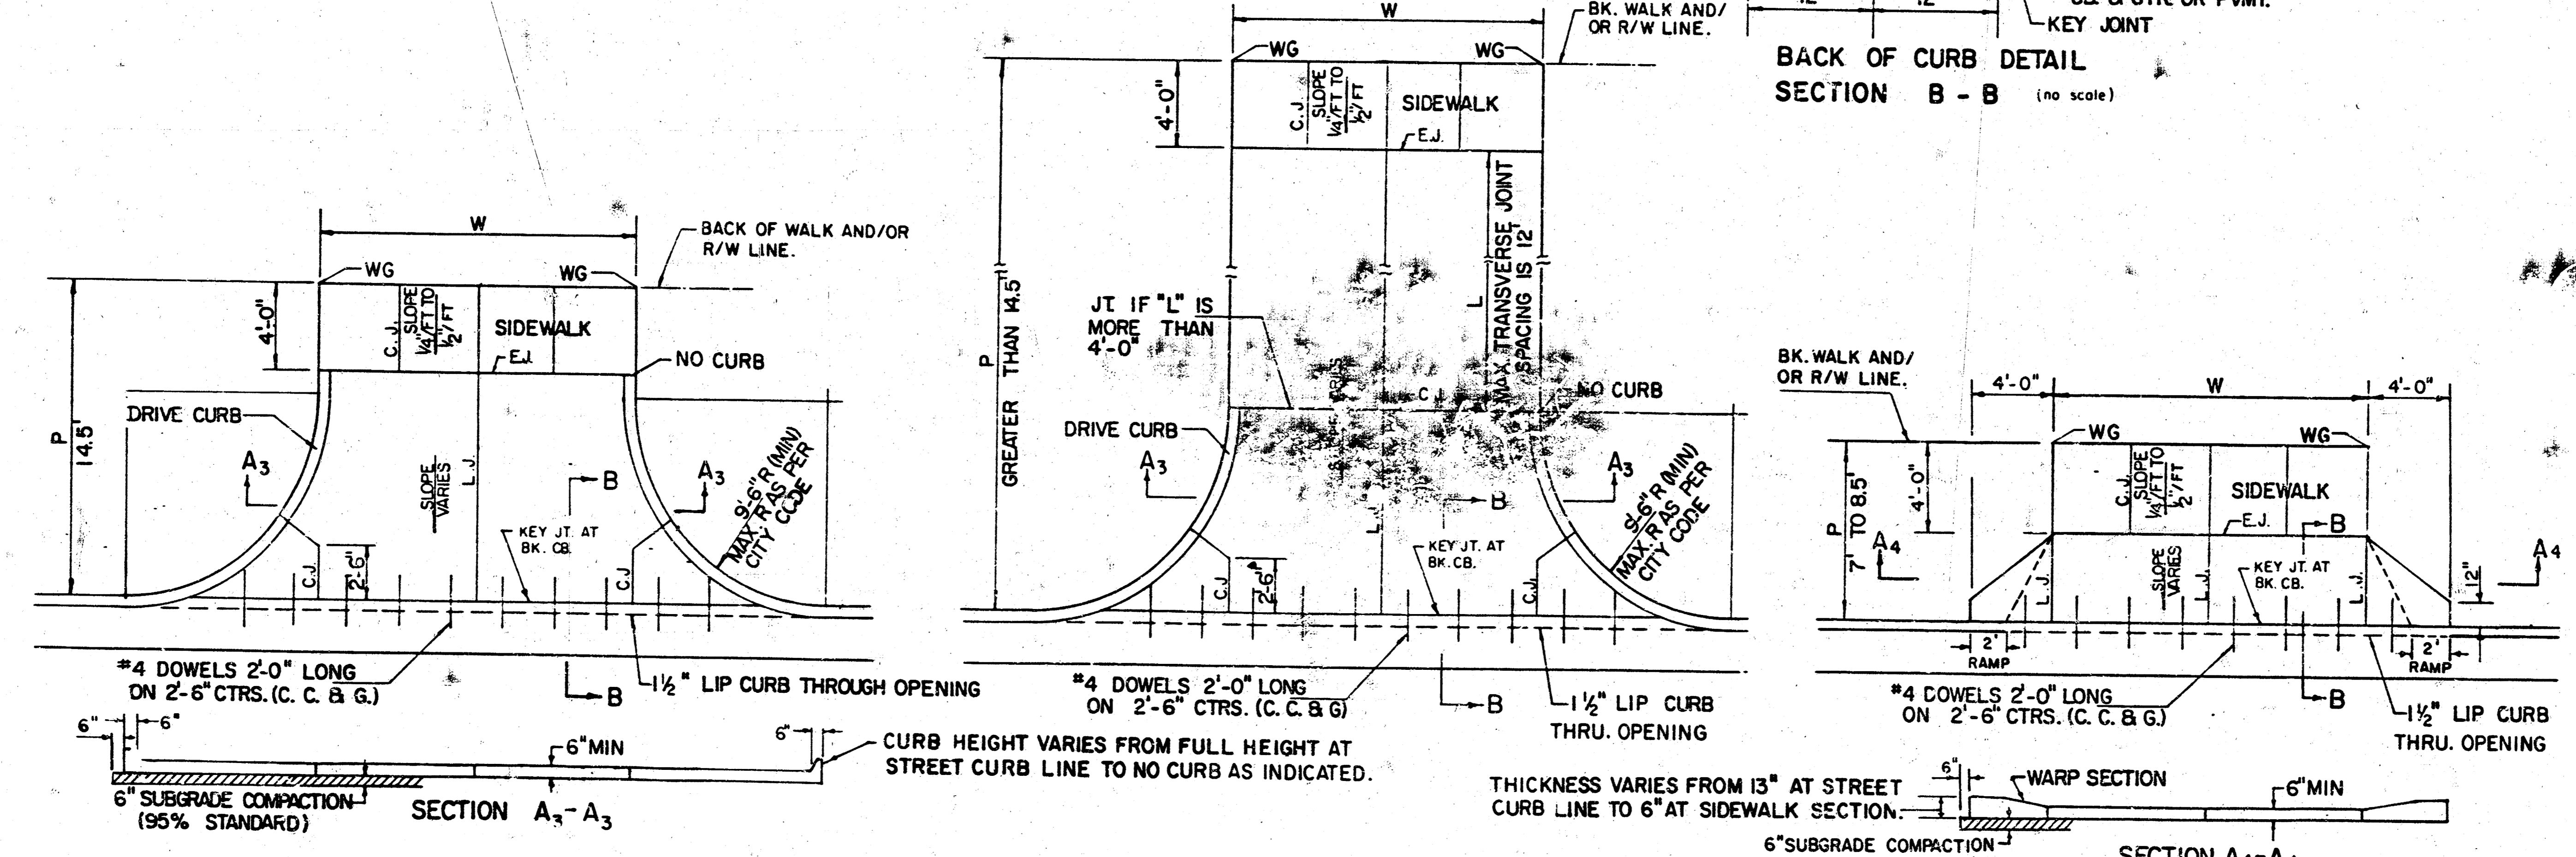 W
BACK OF WALK AND/OR
R/W LINE.
WG
WG
4'-0"
C.J.
SLOPE
1/4"/FT TO
1/2"/FT
SIDEWALK
E.J.
NO CURB
P
14.5'
DRIVE CURB
A3
A3
SLOPE
VARIES
L.J.
B
9'-6" R (MIN)
MAX. R AS PER
CITY CODE
KEY JT. AT
BK. CB.
C.J.
2'-6"
C.J.
#4 DOWELS 2'-0" LONG
ON 2'-6" CTRS. (C. C. & G.)
B
1 1/2" LIP CURB THROUGH OPENING
6"
6"
6" MIN
6"
CURB HEIGHT VARIES FROM FULL HEIGHT AT
STREET CURB LINE TO NO CURB AS INDICATED.
6" SUBGRADE COMPACTION
(95% STANDARD)
SECTION A3-A3
W
BK. WALK AND/
OR R/W LINE.
WG
WG
4'-0"
C.J.
SLOPE
1/4"/FT TO
1/2"/FT
SIDEWALK
E.J.
P
GREATER THAN 14.5'
JT. IF "L" IS
MORE THAN
4'-0"
L
MAX. TRANSVERSE JOINT
SPACING IS 12'
C.J.
NO CURB
DRIVE CURB
A3
A3
B
9'-6" R (MIN)
MAX. R AS PER
CITY CODE
KEY JT. AT
BK. CB.
C.J.
2'-6"
C.J.
#4 DOWELS 2'-0" LONG
ON 2'-6" CTRS. (C. C. & G)
B
1 1/2" LIP CURB
THRU. OPENING
12"
12"
KEY JOINT
BACK OF CURB DETAIL
SECTION B - B (no scale)
BK. WALK AND/
OR R/W LINE.
4'-0"
W
4'-0"
WG
WG
P
7' TO 8.5'
4'-0"
C.J.
SLOPE
1/4"/FT TO
1/2"/FT
SIDEWALK
E.J.
B
A4
A4
L.J.
SLOPE
VARIES
L.J.
KEY JT. AT
BK. CB.
L.J.
12"
2'
RAMP
2'
RAMP
#4 DOWELS 2'-0" LONG
ON 2'-6" CTRS. (C. C. & G.)
B
1 1/2" LIP CURB
THRU. OPENING
THICKNESS VARIES FROM 13" AT STREET
CURB LINE TO 6" AT SIDEWALK SECTION.
6"
WARP SECTION
6" MIN
6" SUBGRADE COMPACTION
SECTION